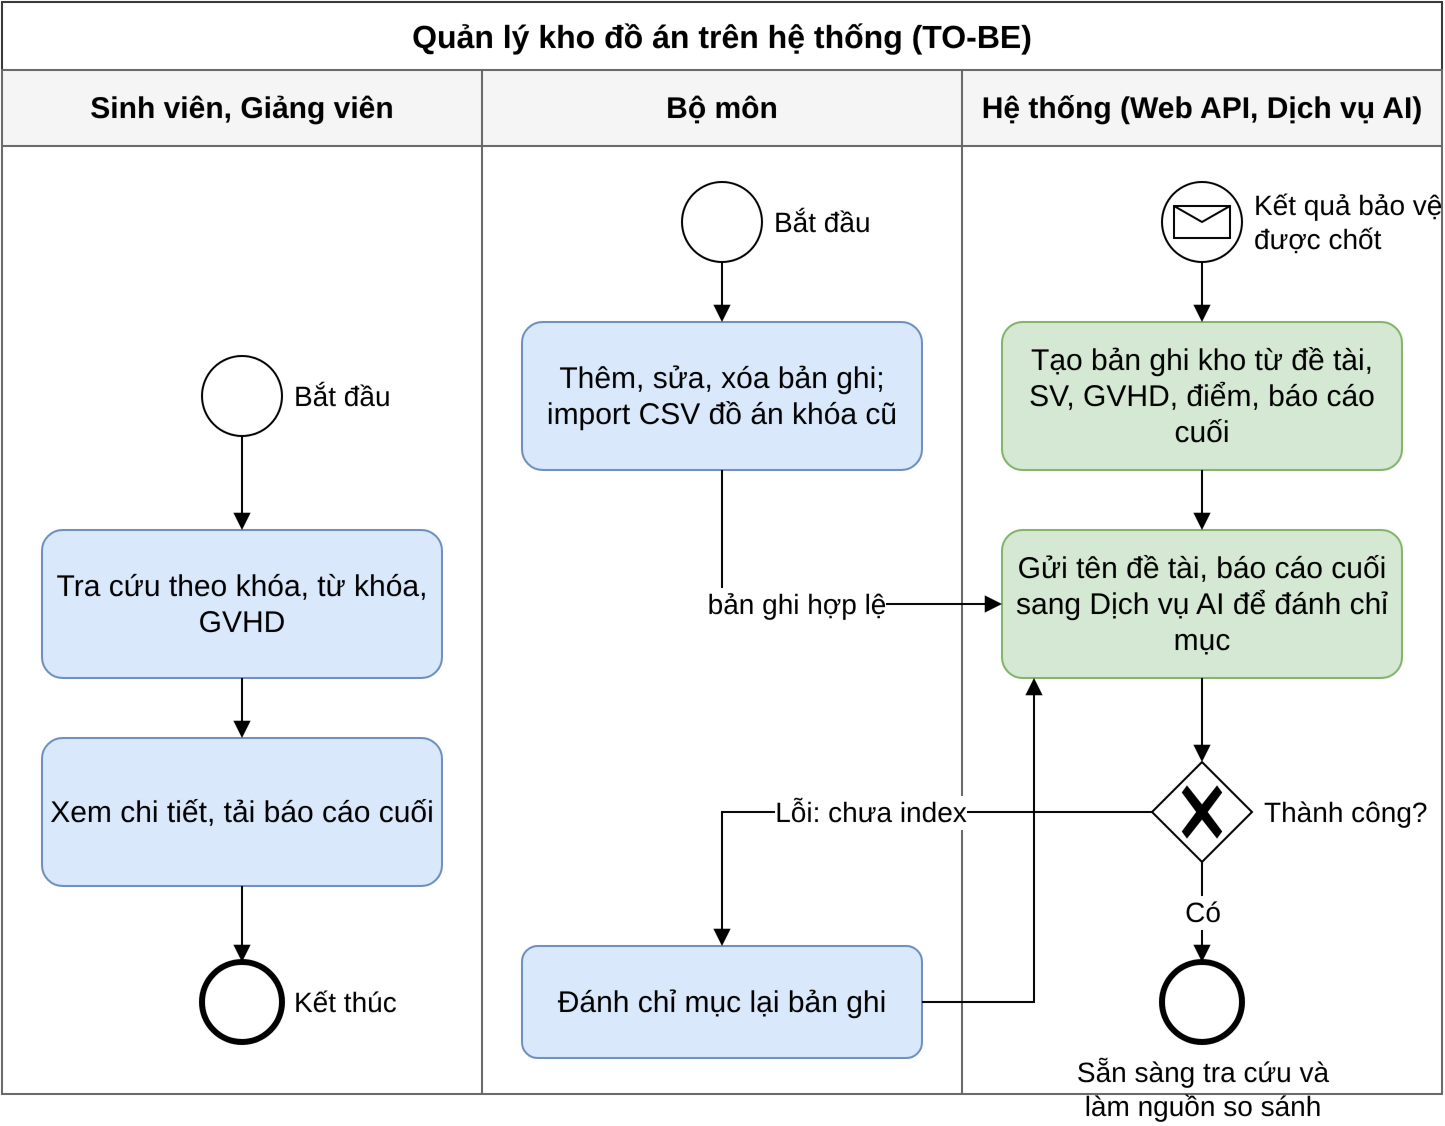 Quản lý kho đồ án trên hệ thống (TO-BE)
Sinh viên, Giảng viên
Bộ môn
Hệ thống (Web API, Dịch vụ AI)
Bắt đầu
Tra cứu theo khóa, từ khóa,
GVHD
Xem chi tiết, tải báo cáo cuối
Kết thúc
Bắt đầu
Thêm, sửa, xóa bản ghi;
import CSV đồ án khóa cũ
bản ghi hợp lệ
Lỗi: chưa index
Đánh chỉ mục lại bản ghi
Kết quả bảo vệ
được chốt
Tạo bản ghi kho từ đề tài,
SV, GVHD, điểm, báo cáo
cuối
Gửi tên đề tài, báo cáo cuối
sang Dịch vụ AI để đánh chỉ
mục
Thành công?
Có
Sẵn sàng tra cứu và
làm nguồn so sánh